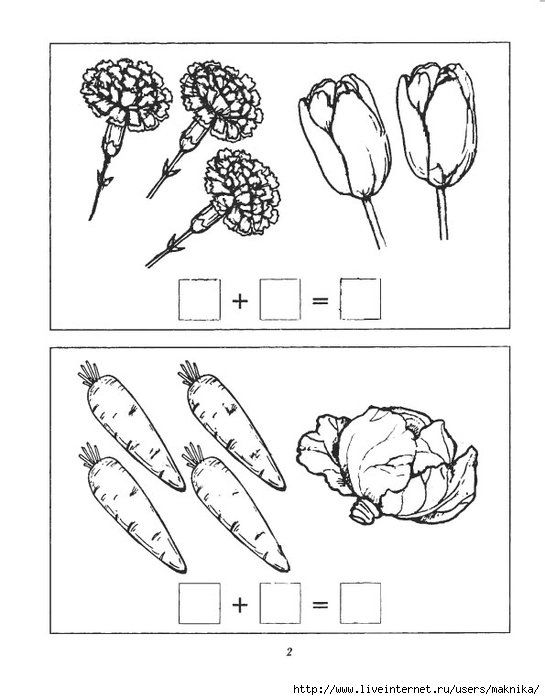 + =
+ =
2
http://www.liveinternet.ru/users/maknika/